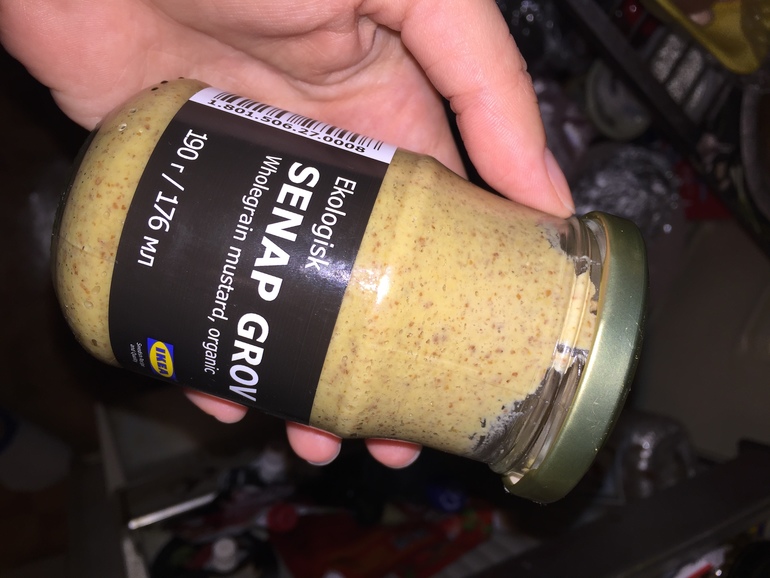 1.801.506.27.0008
Ekologisk
SENAP GROV
Wholegrain mustard, organic
190 г / 176 мл
IKEA